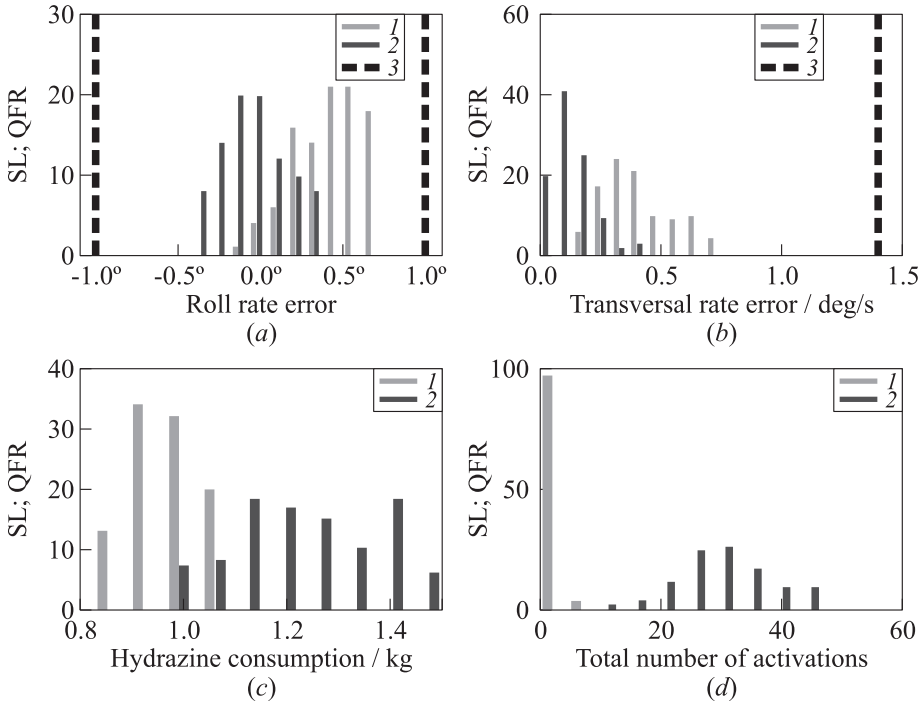 30
20
10
0
SL; QFR
1
2
3
-1.0º -0.5º 0.0º 0.5º 1.0º
Roll rate error
(a)
60
40
20
0
SL; QFR
1
2
3
0.0 0.5 1.0 1.5
Transversal rate error / deg/s
(b)
40
30
20
10
0
SL; QFR
1
2
0.8 1.0 1.2 1.4
Hydrazine consumption / kg
(c)
100
50
0
SL; QFR
1
2
0 20 40 60
Total number of activations
(d)